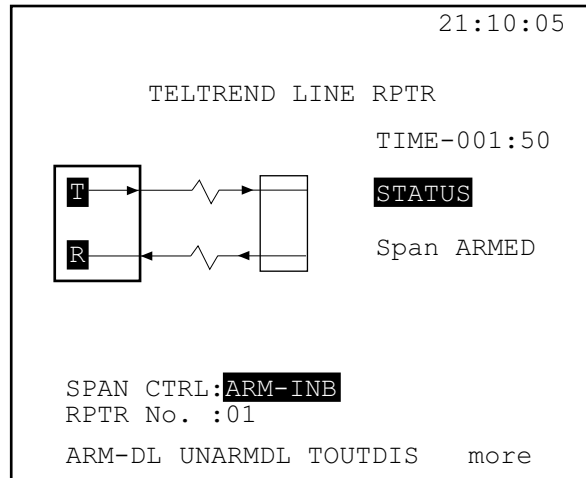 21:10:05
TELTREND LINE RPTR
TIME-001:50
T
STATUS
R
Span ARMED
SPAN CTRL:ARM-INB
RPTR No. :01
ARM-DL UNARMDL TOUTDIS more